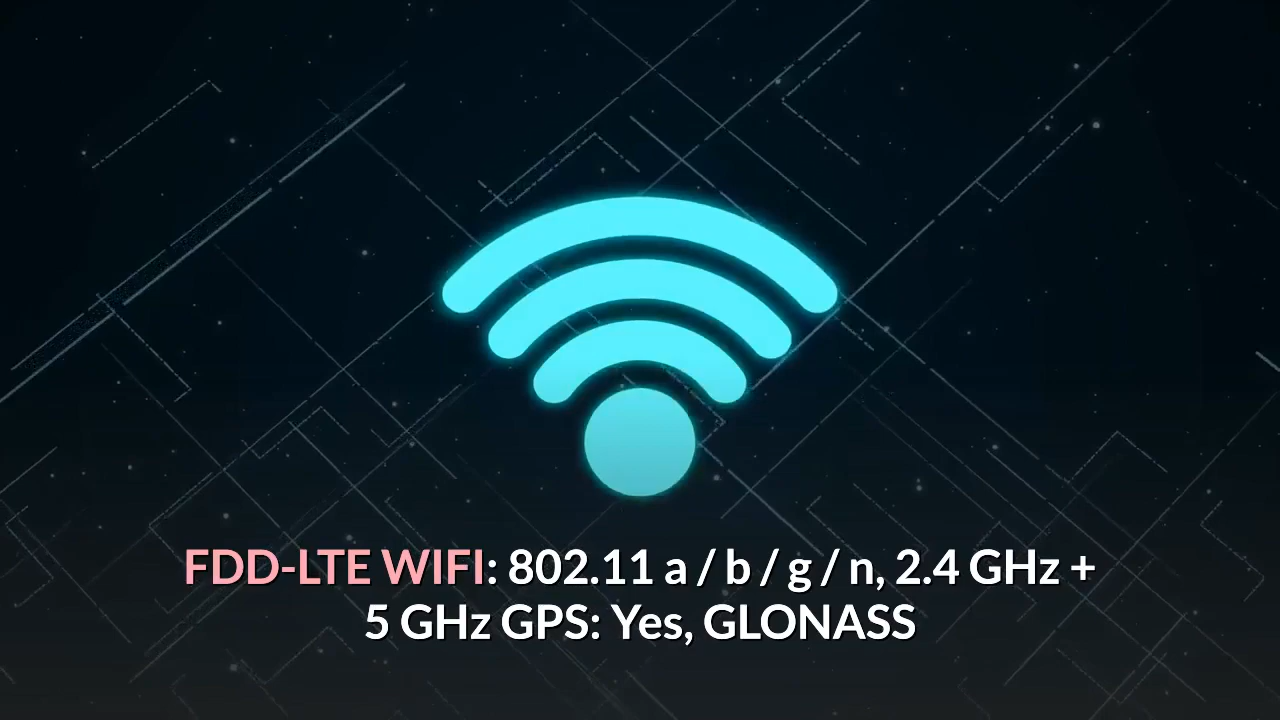 FDD-LTE WIFI: 802.11 a / b / g / n, 2.4 GHz +
5 GHz GPS: Yes, GLONASS